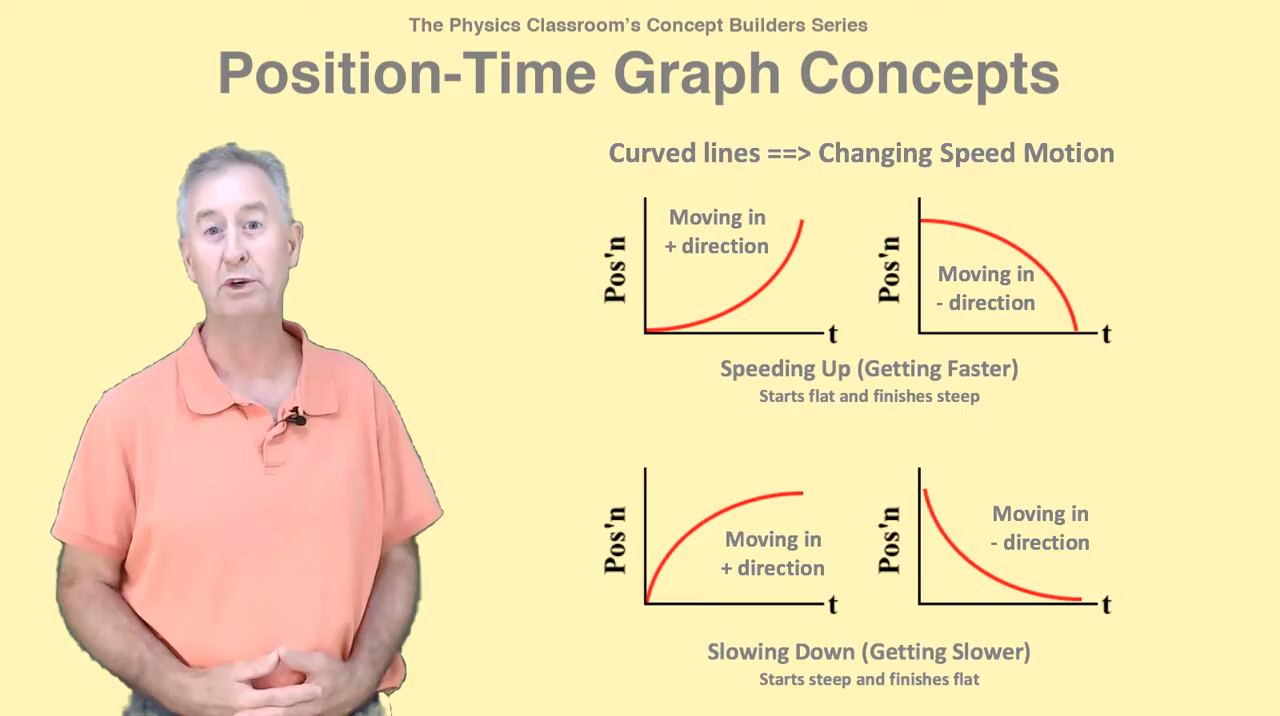 The Physics Classroom's Concept Builders Series
Position-Time Graph Concepts
Curved lines ==> Changing Speed Motion
Pos'n
Moving in
+ direction
t
Pos'n
Moving in
- direction
t
Speeding Up (Getting Faster)
Starts flat and finishes steep
Pos'n
Moving in
+ direction
t
Pos'n
Moving in
- direction
t
Slowing Down (Getting Slower)
Starts steep and finishes flat